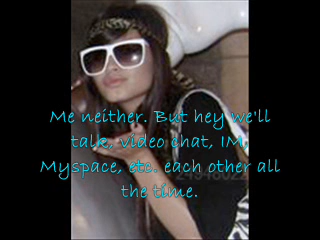 Me neither. But hey we'll
talk, video chat, IM,
Myspace, etc. each other all
the time.